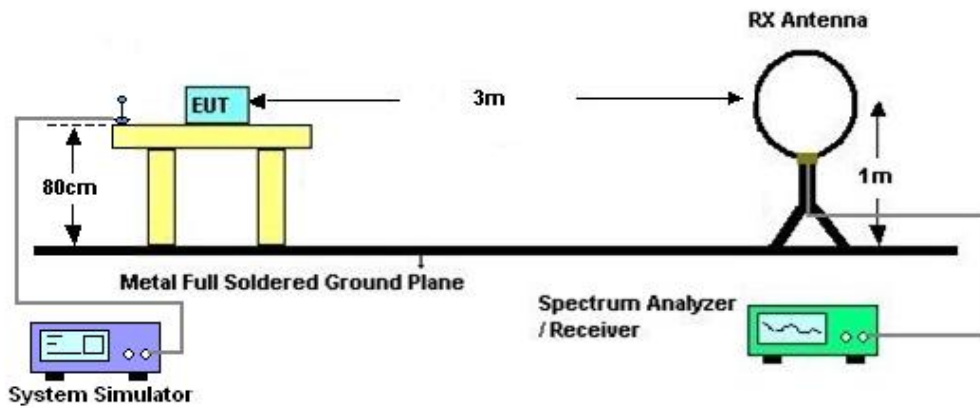 RX Antenna
EUT
3m
80cm
1m
Metal Full Soldered Ground Plane
Spectrum Analyzer
/ Receiver
System Simulator